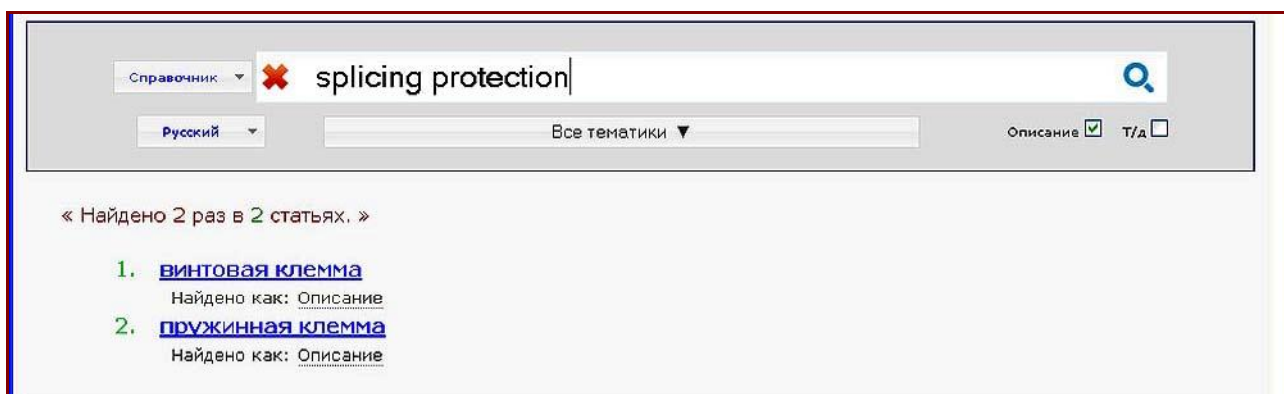 Справочник ▼ ✖ splicing protection
Русский ▼ Все тематики ▼ Описание ☑ Т/д ☐
« Найдено 2 раз в 2 статьях. »
1. винтовая клемма
Найдено как: Описание
2. пружинная клемма
Найдено как: Описание